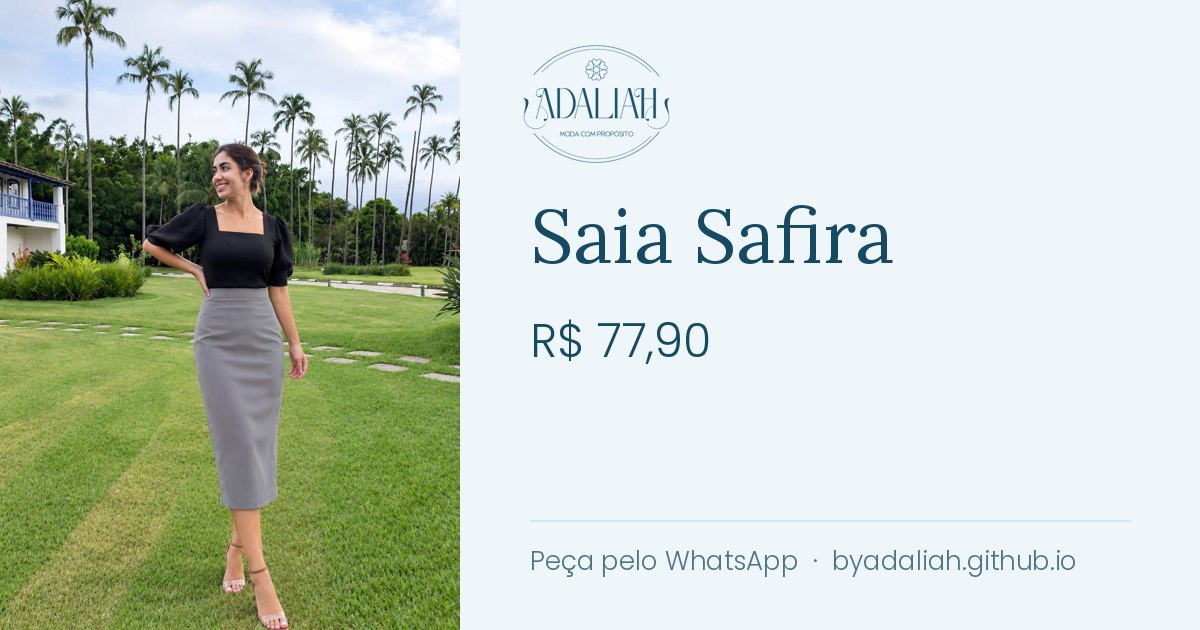 ADALIAH
MODA COM PROPÓSITO
Saia Safira
R$ 77,90
Peça pelo WhatsApp · byadaliah.github.io